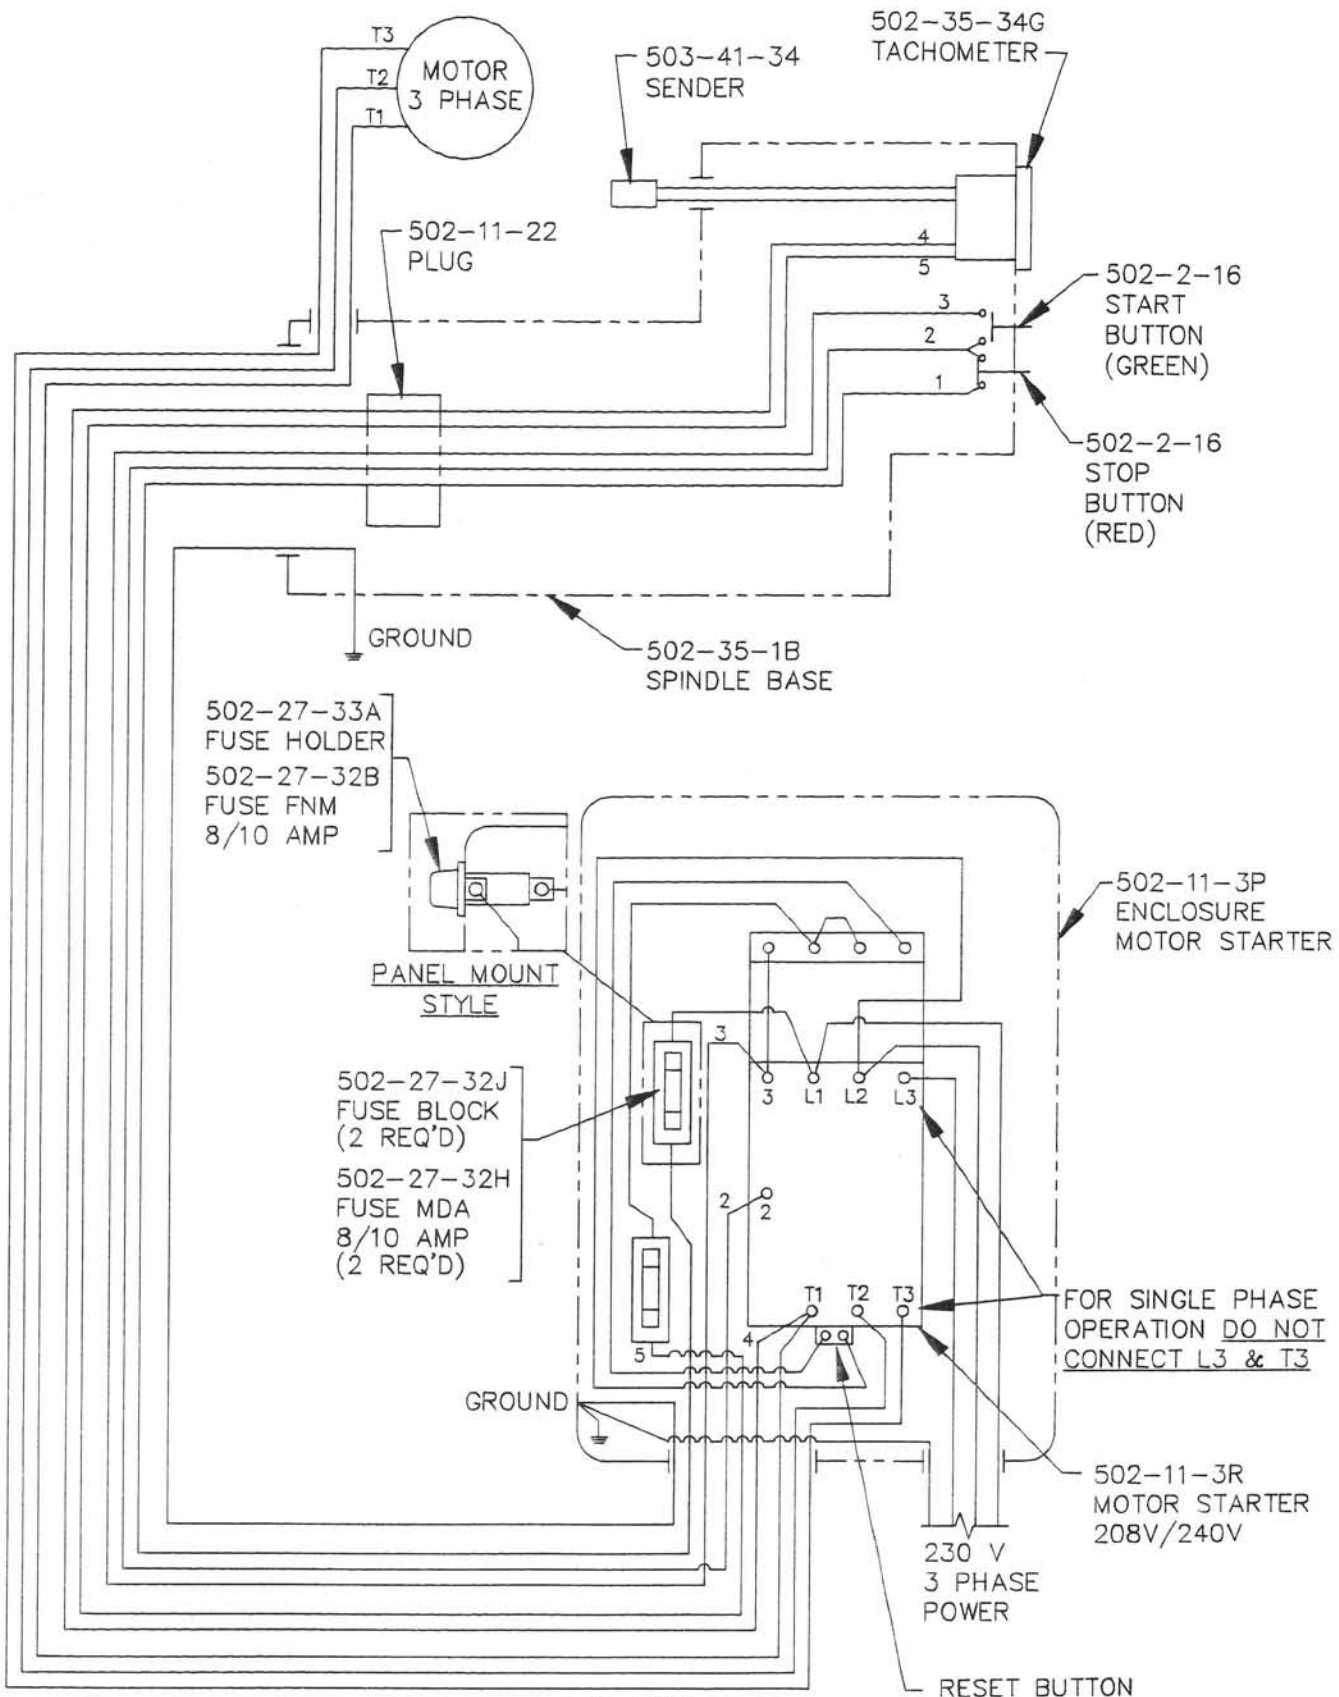 T3
T2
T1
MOTOR
3 PHASE
503-41-34
SENDER
502-35-34G
TACHOMETER
502-11-22
PLUG
4
5
3
2
1
502-2-16
START
BUTTON
(GREEN)
502-2-16
STOP
BUTTON
(RED)
GROUND
502-35-1B
SPINDLE BASE
502-27-33A
FUSE HOLDER
502-27-32B
FUSE FNM
8/10 AMP
PANEL MOUNT
STYLE
502-11-3P
ENCLOSURE
MOTOR STARTER
502-27-32J
FUSE BLOCK
(2 REQ'D)
502-27-32H
FUSE MDA
8/10 AMP
(2 REQ'D)
3
3
L1
L2
L3
2
2
T1
T2
T3
4
5
FOR SINGLE PHASE
OPERATION DO NOT
CONNECT L3 & T3
GROUND
502-11-3R
MOTOR STARTER
208V/240V
230 V
3 PHASE
POWER
RESET BUTTON